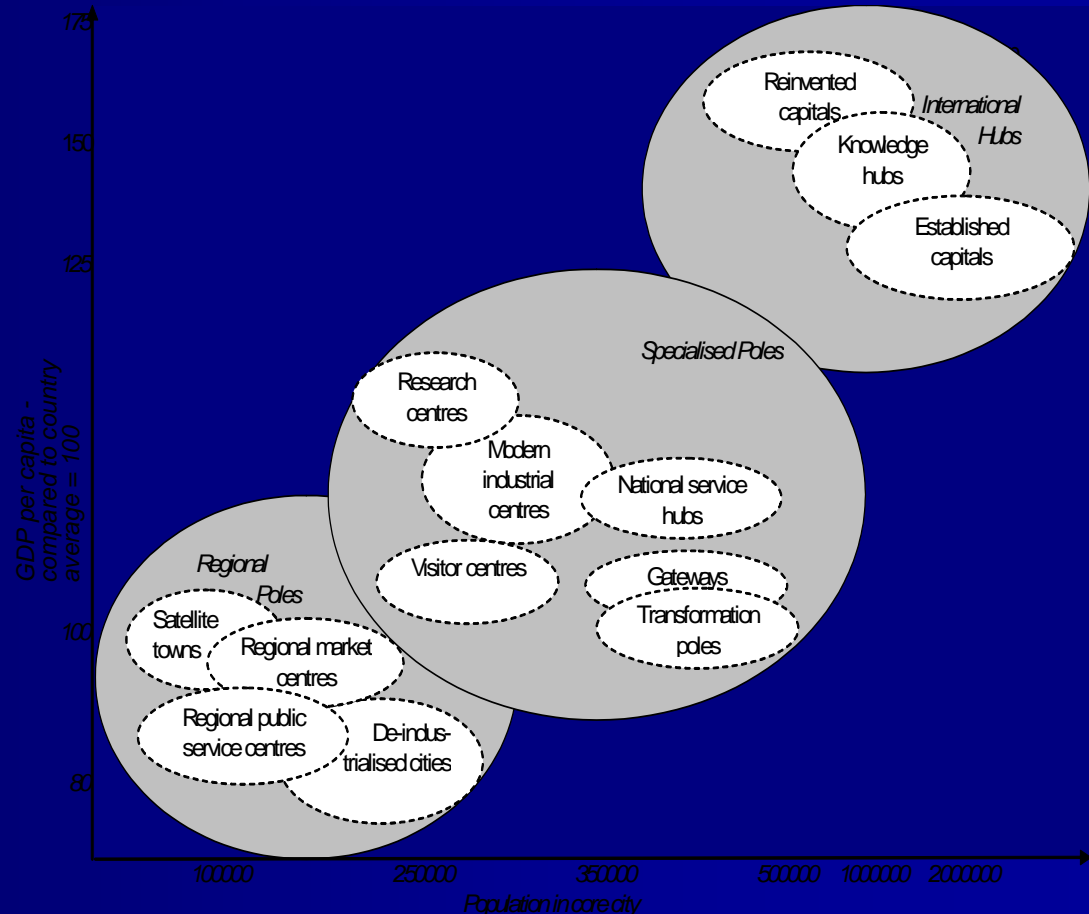 175
150
125
100
80
GDP per capita -
compared to country
average = 100
Reinvented
capitals
International
Hubs
Knowledge
hubs
Established
capitals
Specialised Poles
Research
centres
Modern
industrial
centres
National service
hubs
Visitor centres
Gateways
Transformation
poles
Regional
Poles
Satellite
towns
Regional market
centres
Regional public
service centres
De-indus-
trialised cities
100000
250000
350000
500000
1000000
2000000
Population in core city